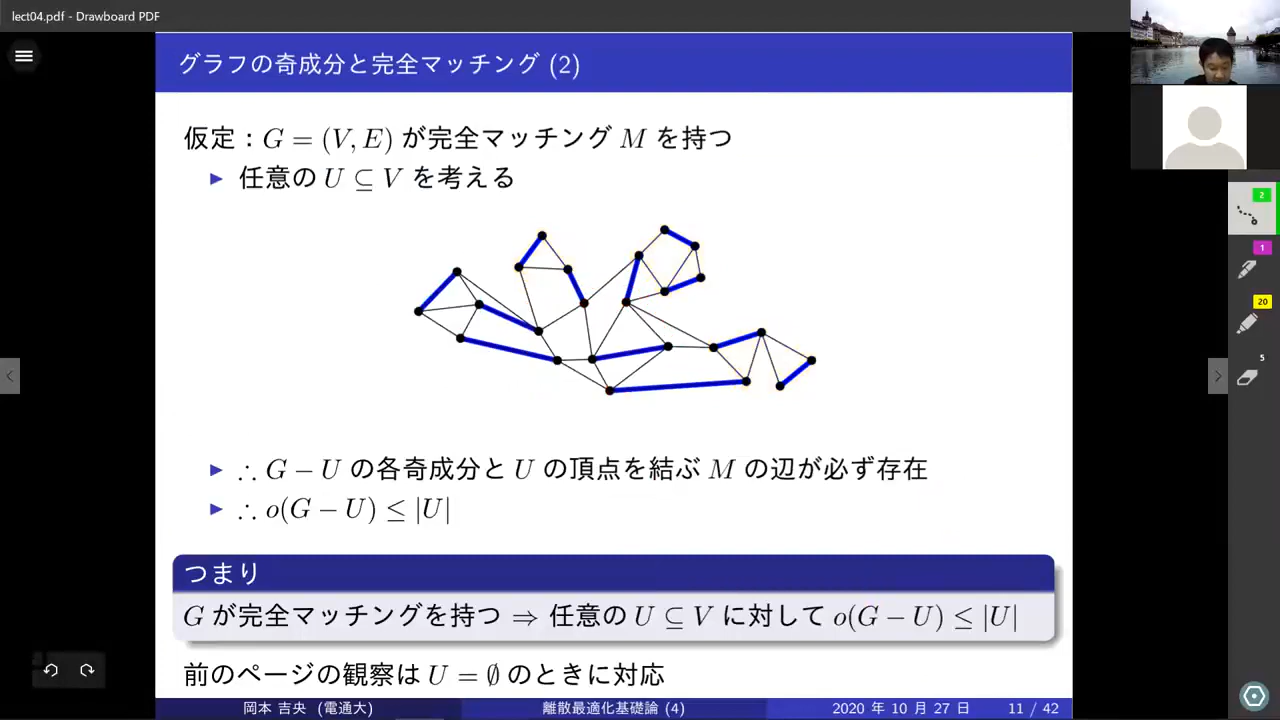 lect04.pdf - Drawboard PDF
グラフの奇成分と完全マッチング (2)
仮定：G = (V, E) が完全マッチング M を持つ
▶ 任意の U ⊆ V を考える
▶ ∴ G − U の各奇成分と U の頂点を結ぶ M の辺が必ず存在
▶ ∴ o(G − U) ≤ |U|
つまり
G が完全マッチングを持つ ⇒ 任意の U ⊆ V に対して o(G − U) ≤ |U|
前のページの観察は U = ∅ のときに対応
岡本 吉央 (電通大)
離散最適化基礎論 (4)
2020 年 10 月 27 日
11 / 42
2
1
20
5